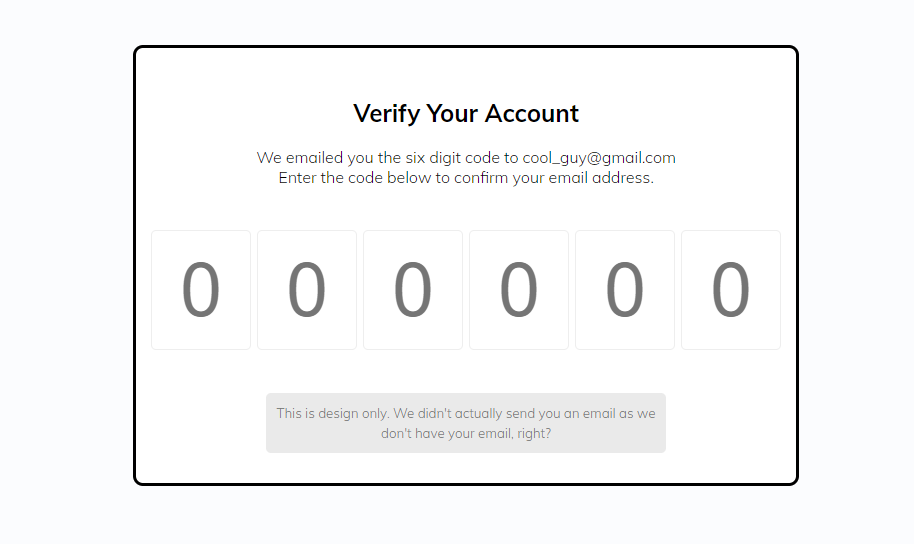 Verify Your Account
We emailed you the six digit code to cool_guy@gmail.com
Enter the code below to confirm your email address.
0 0 0 0 0 0
This is design only. We didn't actually send you an email as we
don't have your email, right?